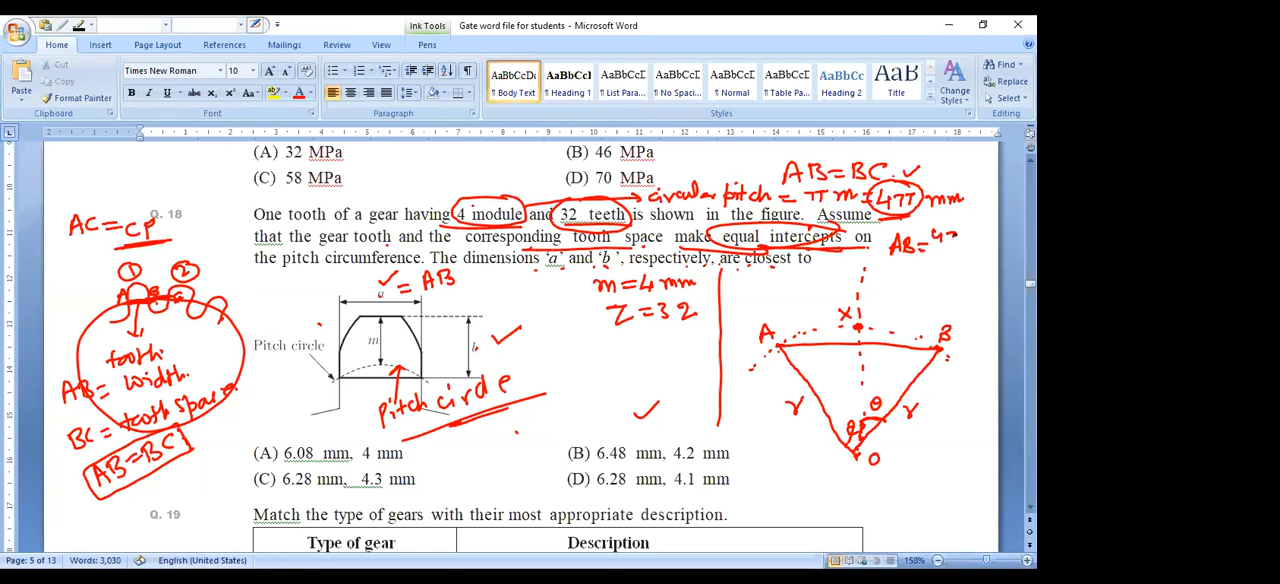 Ink Tools
Gate word file for students - Microsoft Word
Home Insert Page Layout References Mailings Review View Pens
Cut
Copy
Format Painter
Paste
Clipboard
Times New Roman 10
Font
Paragraph
AaBbCcDc AaBbCcI AaBbCcE AaBbCcE AaBbCcD AaBbCcE AaBbCc AaB
¶ Body Text Heading 1 ¶ List Para... ¶ No Spaci... ¶ Normal ¶ Table Pa... Heading 2 Title
Styles
Change Styles
Find
Replace
Select
Editing
(A) 32 MPa (B) 46 MPa
(C) 58 MPa (D) 70 MPa
AB=BC
circular pitch = πm = 4π mm
AC = CP
Q. 18
One tooth of a gear having 4 module and 32 teeth is shown in the figure. Assume
that the gear tooth and the corresponding tooth space make equal intercepts on
the pitch circumference. The dimensions ‘a’ and ‘b’, respectively, are closest to
AB = 4
m = 4 mm
Z = 32
1 2
A B C
tooth
AB = width
BC = tooth space
AB = BC
a = AB
m
Pitch circle
pitch circle
X
A B
r r
θ θ
O
(A) 6.08 mm, 4 mm (B) 6.48 mm, 4.2 mm
(C) 6.28 mm, 4.3 mm (D) 6.28 mm, 4.1 mm
Q. 19
Match the type of gears with their most appropriate description.
Type of gear Description
Page: 5 of 13 Words: 3,030 English (United States) 158%